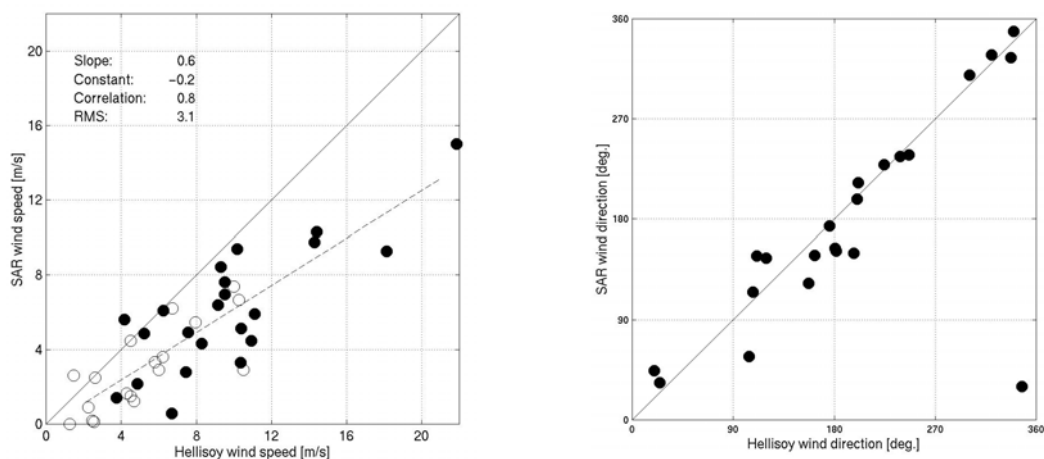 20
16
12
8
4
0
SAR wind speed [m/s]
Slope: 0.6
Constant: −0.2
Correlation: 0.8
RMS: 3.1
0 4 8 12 16 20
Hellisoy wind speed [m/s]
360
270
180
90
0
SAR wind direction [deg.]
0 90 180 270 360
Hellisoy wind direction [deg.]